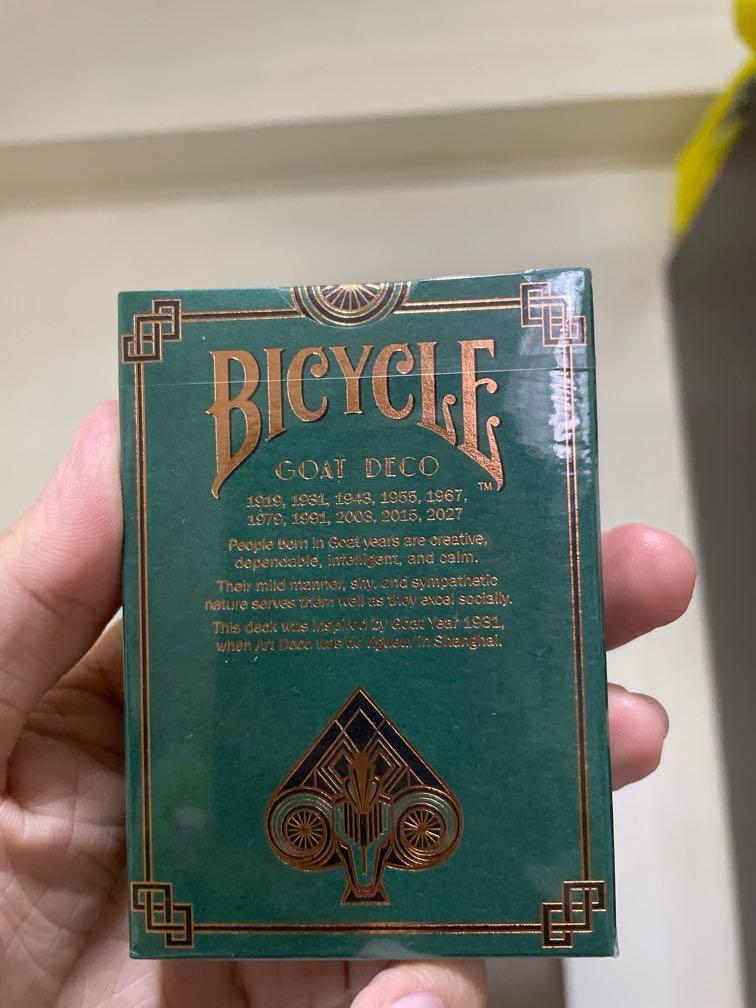 BICYCLE
GOAT DECO
TM
1919, 1931, 1943, 1955, 1967,
1979, 1991, 2003, 2015, 2027
People born in Goat years are creative,
dependable, intelligent, and calm.
Their mild manner, shy, and sympathetic
nature serves them well as they excel socially.
This deck was inspired by Goat Year 1931,
when Art Deco was de rigueur in Shanghai.